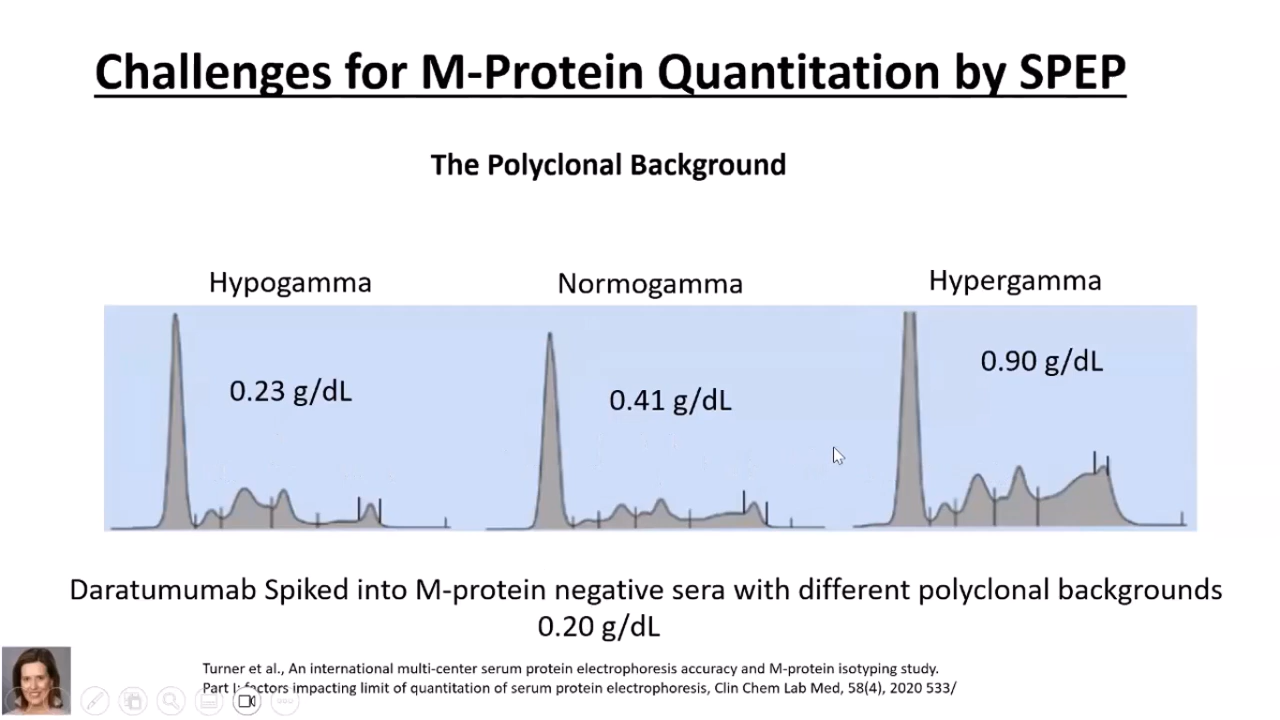 Challenges for M-Protein Quantitation by SPEP
The Polyclonal Background
Hypogamma
Normogamma
Hypergamma
0.23 g/dL
0.41 g/dL
0.90 g/dL
Daratumumab Spiked into M-protein negative sera with different polyclonal backgrounds
0.20 g/dL
Turner et al., An international multi-center serum protein electrophoresis accuracy and M-protein isotyping study.
Part I: factors impacting limit of quantitation of serum protein electrophoresis, Clin Chem Lab Med, 58(4), 2020 533/